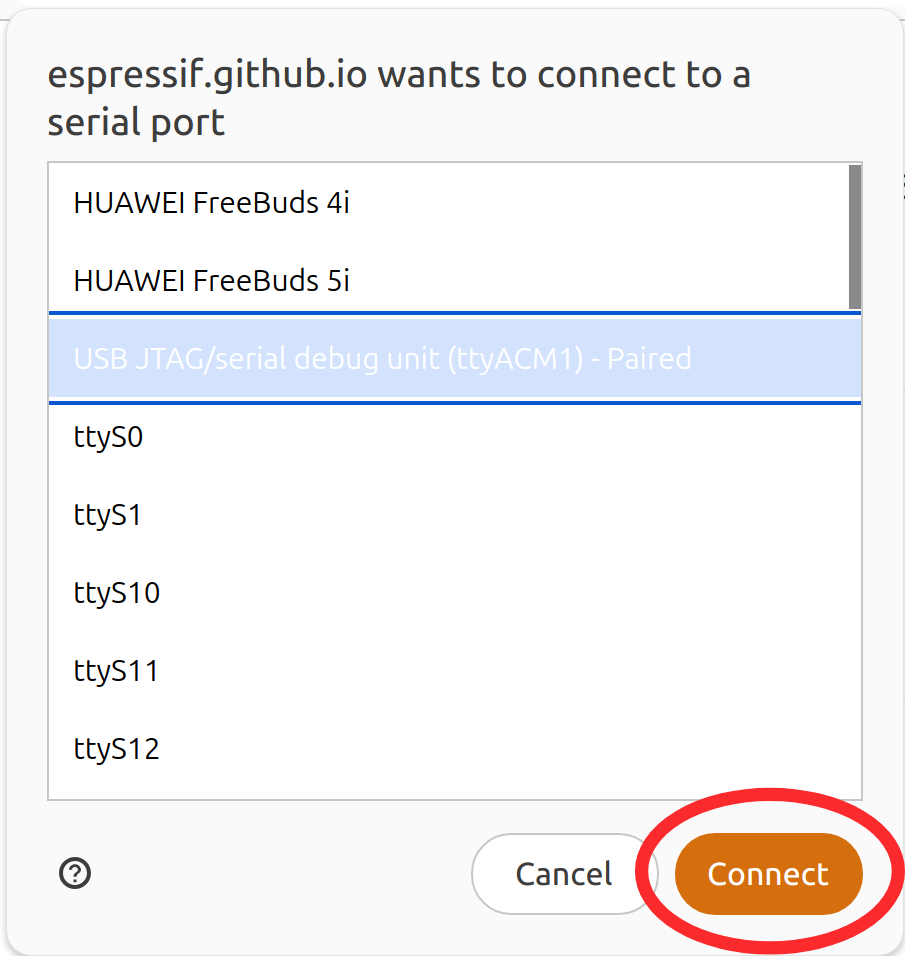 espressif.github.io wants to connect to a
serial port
HUAWEI FreeBuds 4i
HUAWEI FreeBuds 5i
USB JTAG/serial debug unit (ttyACM1) - Paired
ttyS0
ttyS1
ttyS10
ttyS11
ttyS12
?
Cancel
Connect